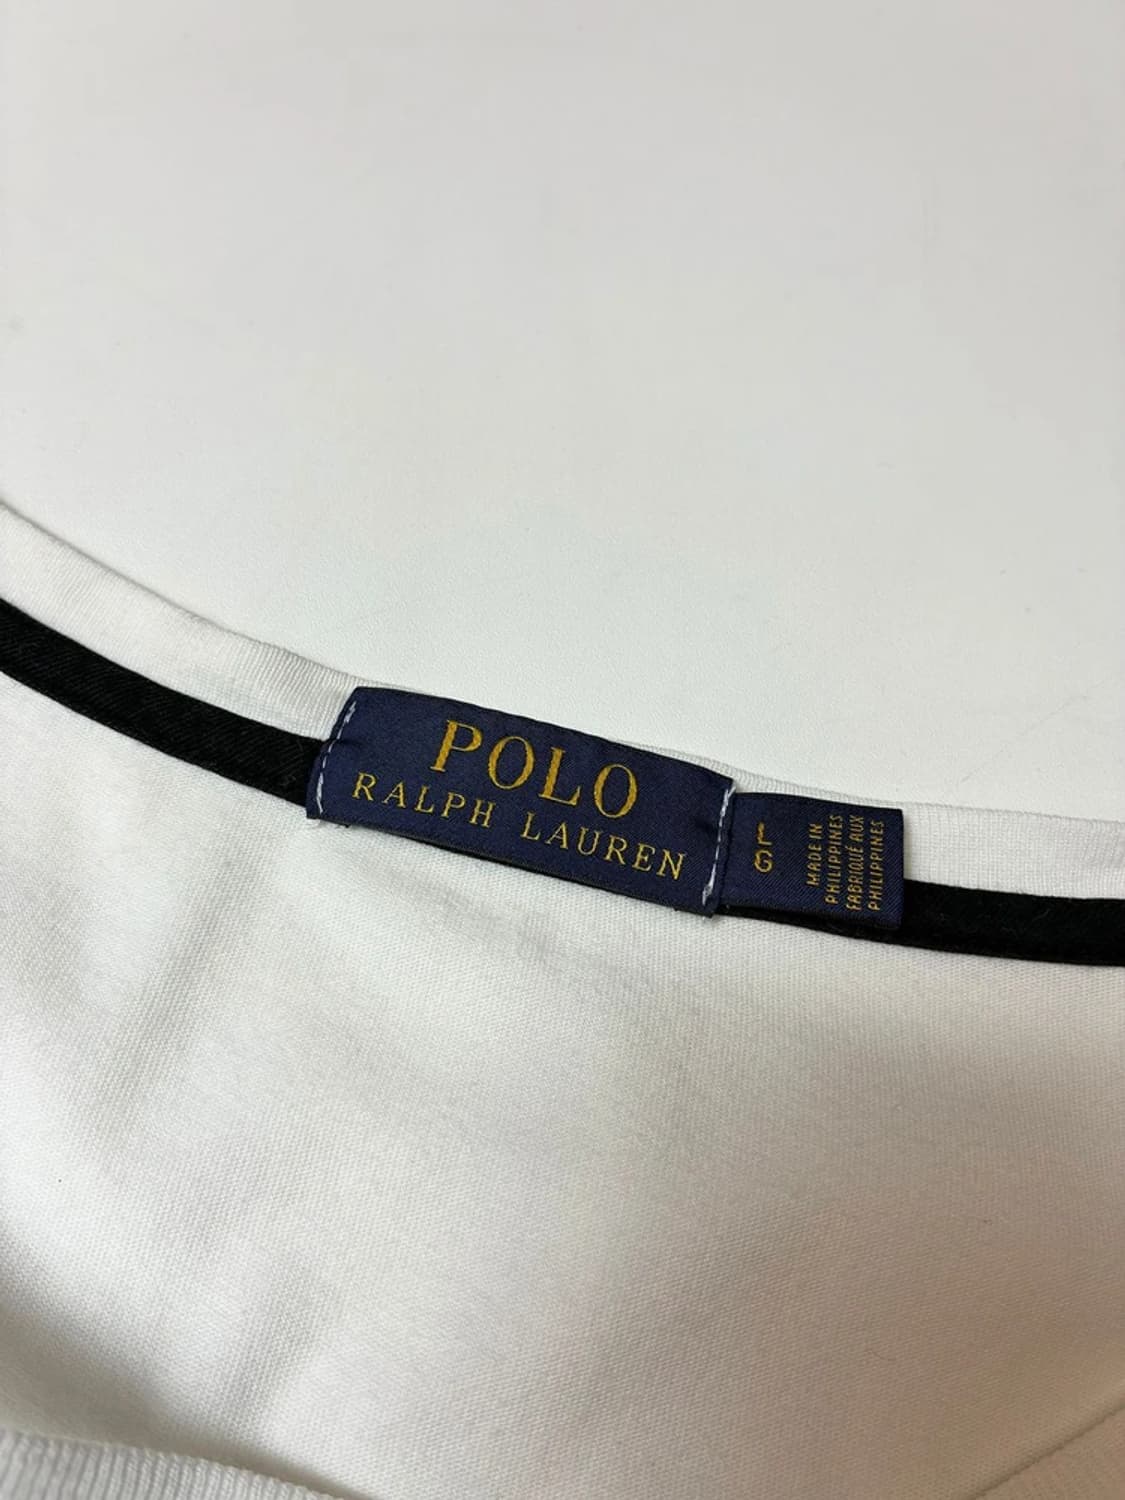 POLO
RALPH LAUREN
L
G
MADE IN
PHILIPPINES
FABRIQUÉ AUX
PHILIPPINES